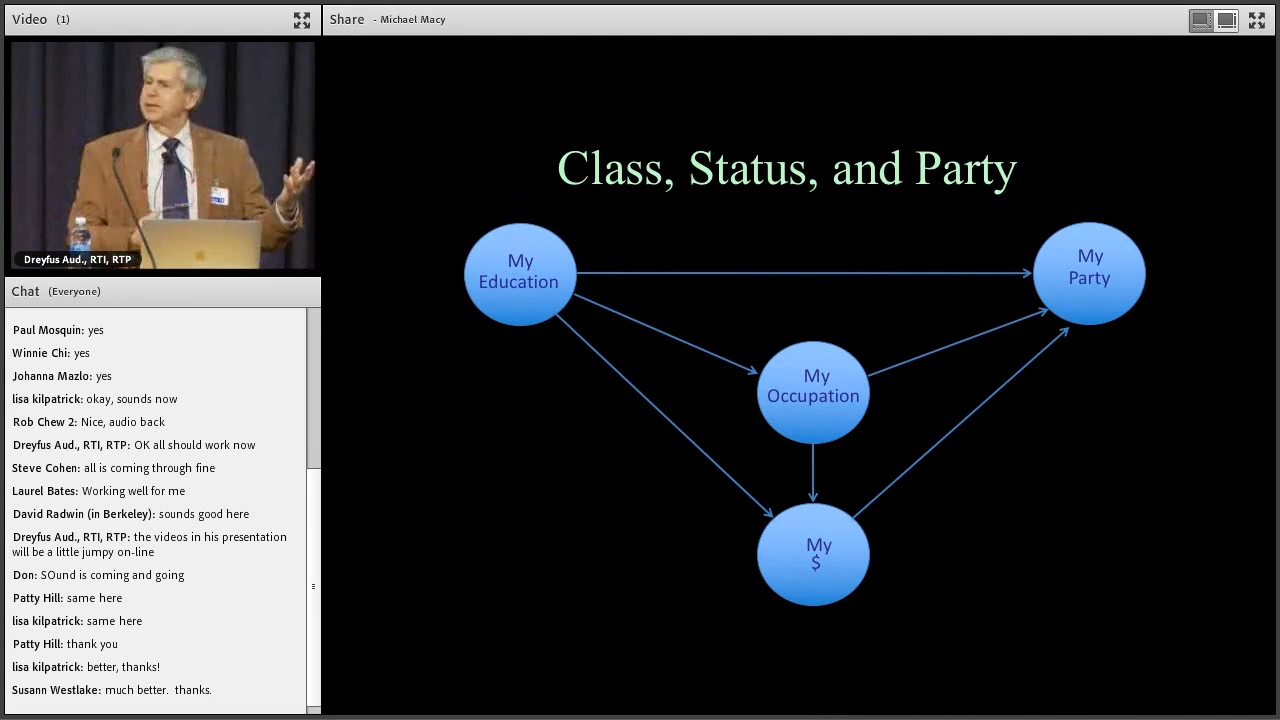 Video (1)
Share - Michael Macy
Dreyfus Aud., RTI, RTP
Chat (Everyone)
Paul Mosquin: yes
Winnie Chi: yes
Johanna Mazlo: yes
lisa kilpatrick: okay, sounds now
Rob Chew 2: Nice, audio back
Dreyfus Aud., RTI, RTP: OK all should work now
Steve Cohen: all is coming through fine
Laurel Bates: Working well for me
David Radwin (in Berkeley): sounds good here
Dreyfus Aud., RTI, RTP: the videos in his presentation
will be a little jumpy on-line
Don: SOund is coming and going
Patty Hill: same here
lisa kilpatrick: same here
Patty Hill: thank you
lisa kilpatrick: better, thanks!
Susann Westlake: much better. thanks.
Class, Status, and Party
My
Education
My
Party
My
Occupation
My
$